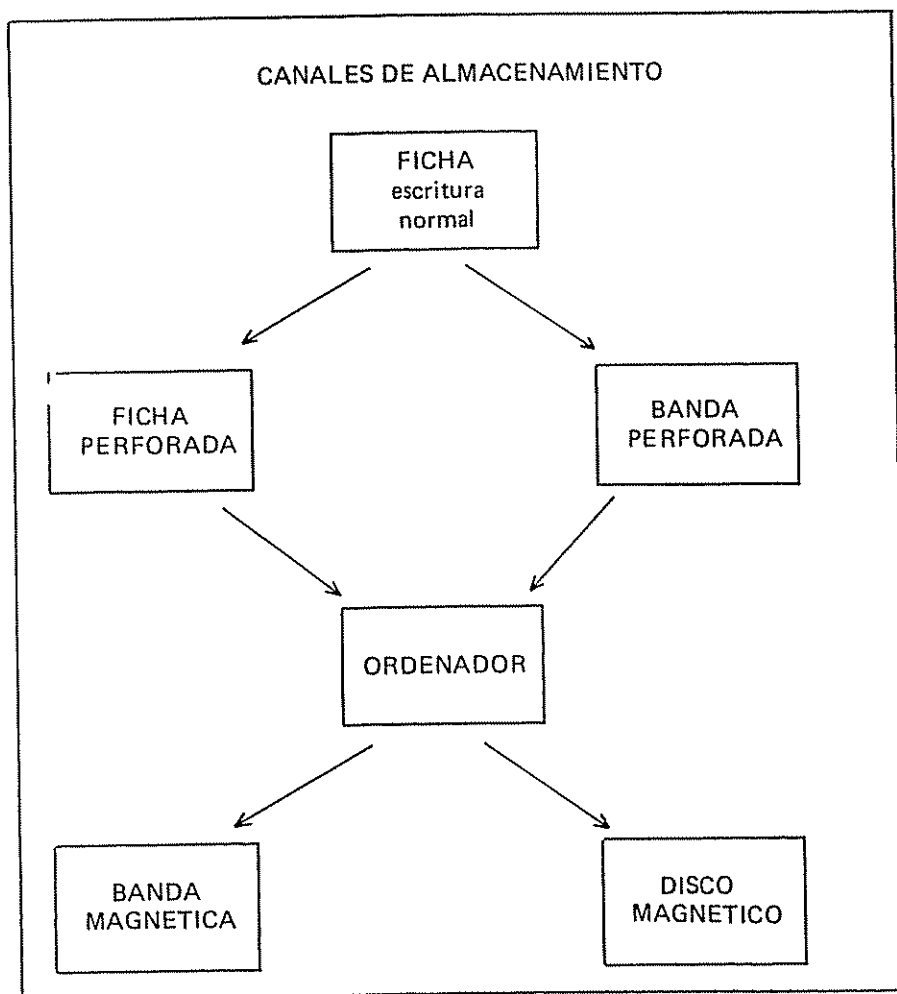 CANALES DE ALMACENAMIENTO
FICHA
escritura
normal
FICHA
PERFORADA
BANDA
PERFORADA
ORDENADOR
BANDA
MAGNETICA
DISCO
MAGNETICO